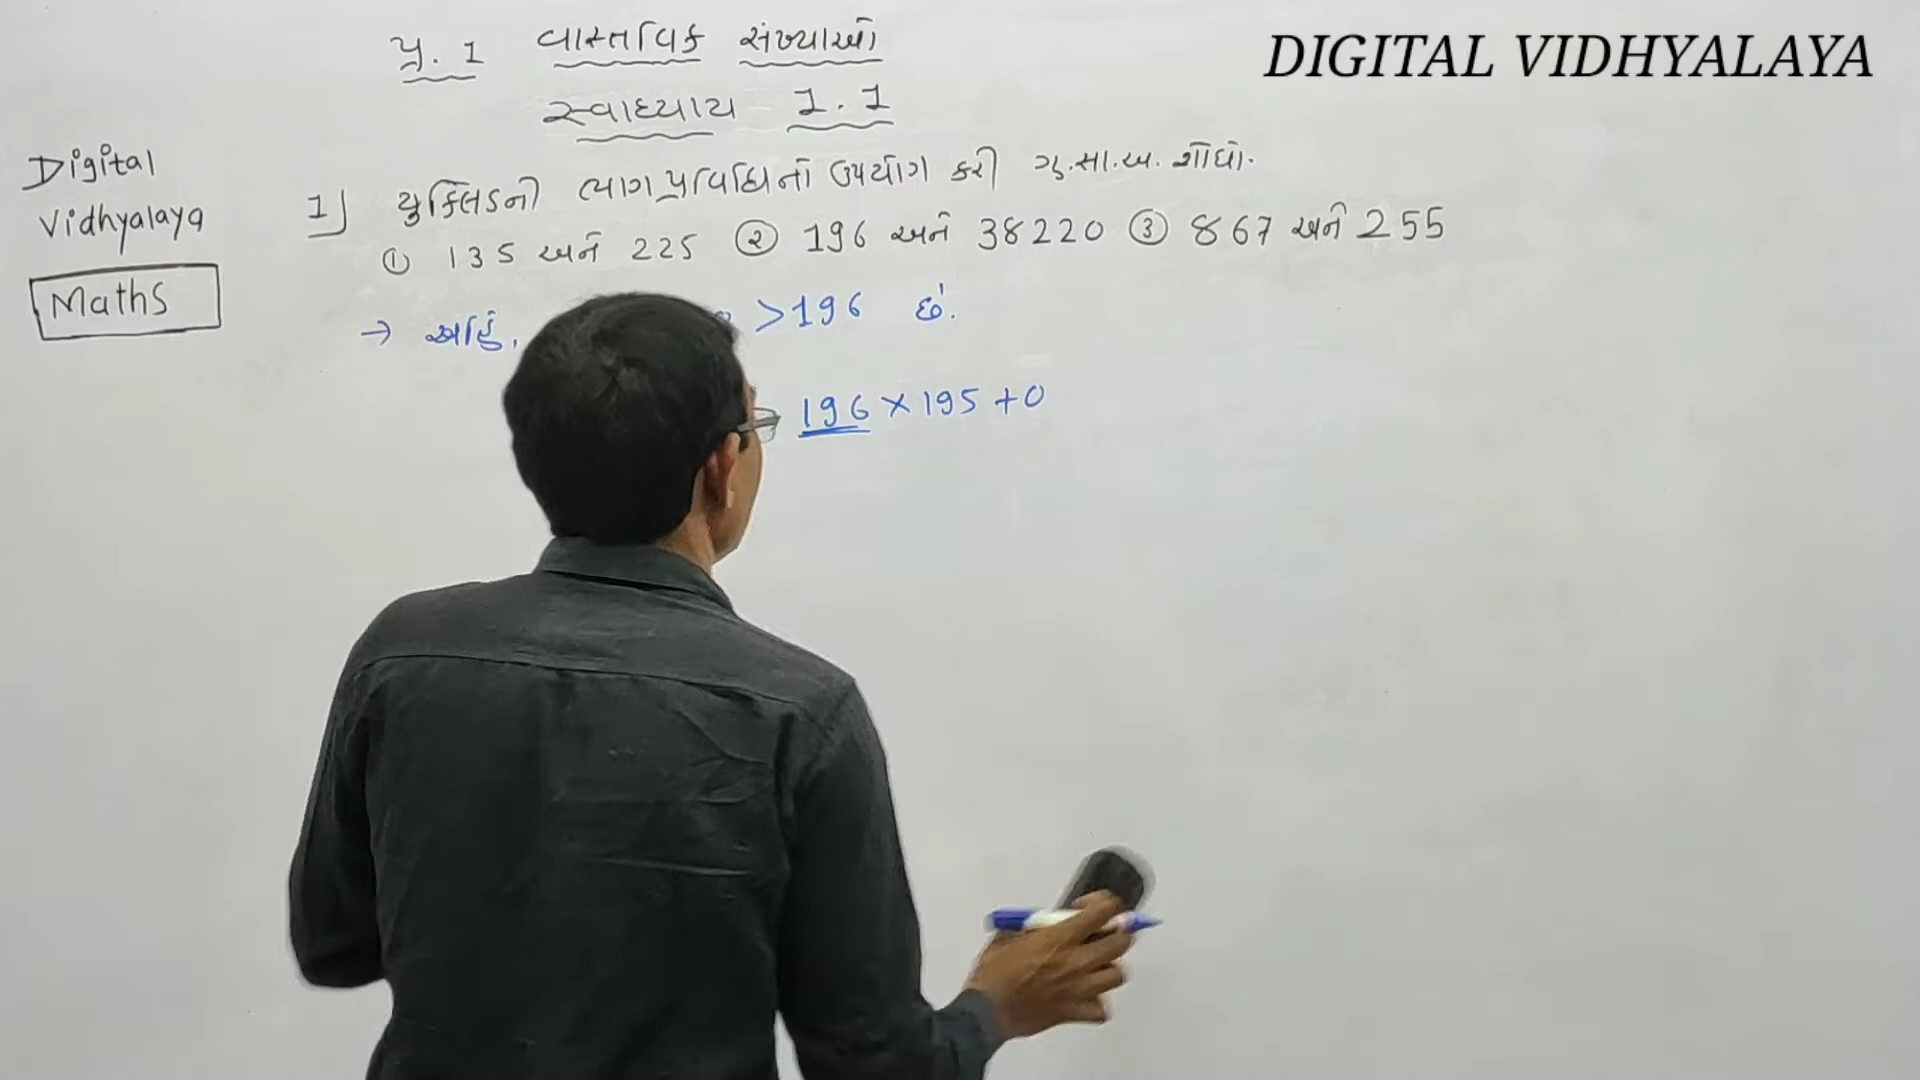 DIGITAL VIDHYALAYA
પ્ર. 1 વાસ્તવિક સંખ્યાઓ
સ્વાધ્યાય 1.1
Digital
Vidhyalaya
Maths
1] યુક્લિડની ભાગપ્રવિધિનો ઉપયોગ કરી ગુ.સા.અ. શોધો.
① 135 અને 225 ② 196 અને 38220 ③ 867 અને 255
→ અહિં, > 196 છે.
196 × 195 + 0